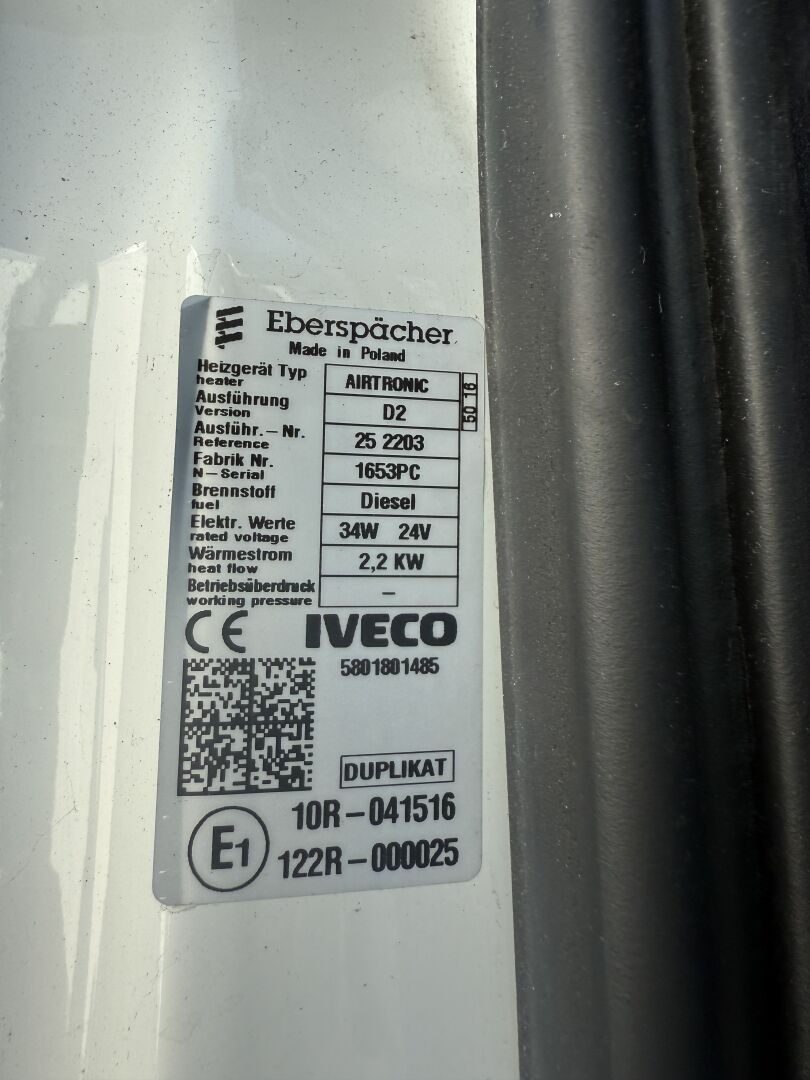 Eberspächer
Made in Poland
Heizgerät Typ
heater
AIRTRONIC
50 16
Ausführung
Version
D2
Ausführ.-Nr.
Reference
25 2203
Fabrik Nr.
N-Serial
1653PC
Brennstoff
fuel
Diesel
Elektr. Werte
rated voltage
34W 24V
Wärmestrom
heat flow
2,2 KW
Betriebsüberdruck
working pressure
–
CE IVECO
5801801485
DUPLIKAT
E1
10R-041516
122R-000025